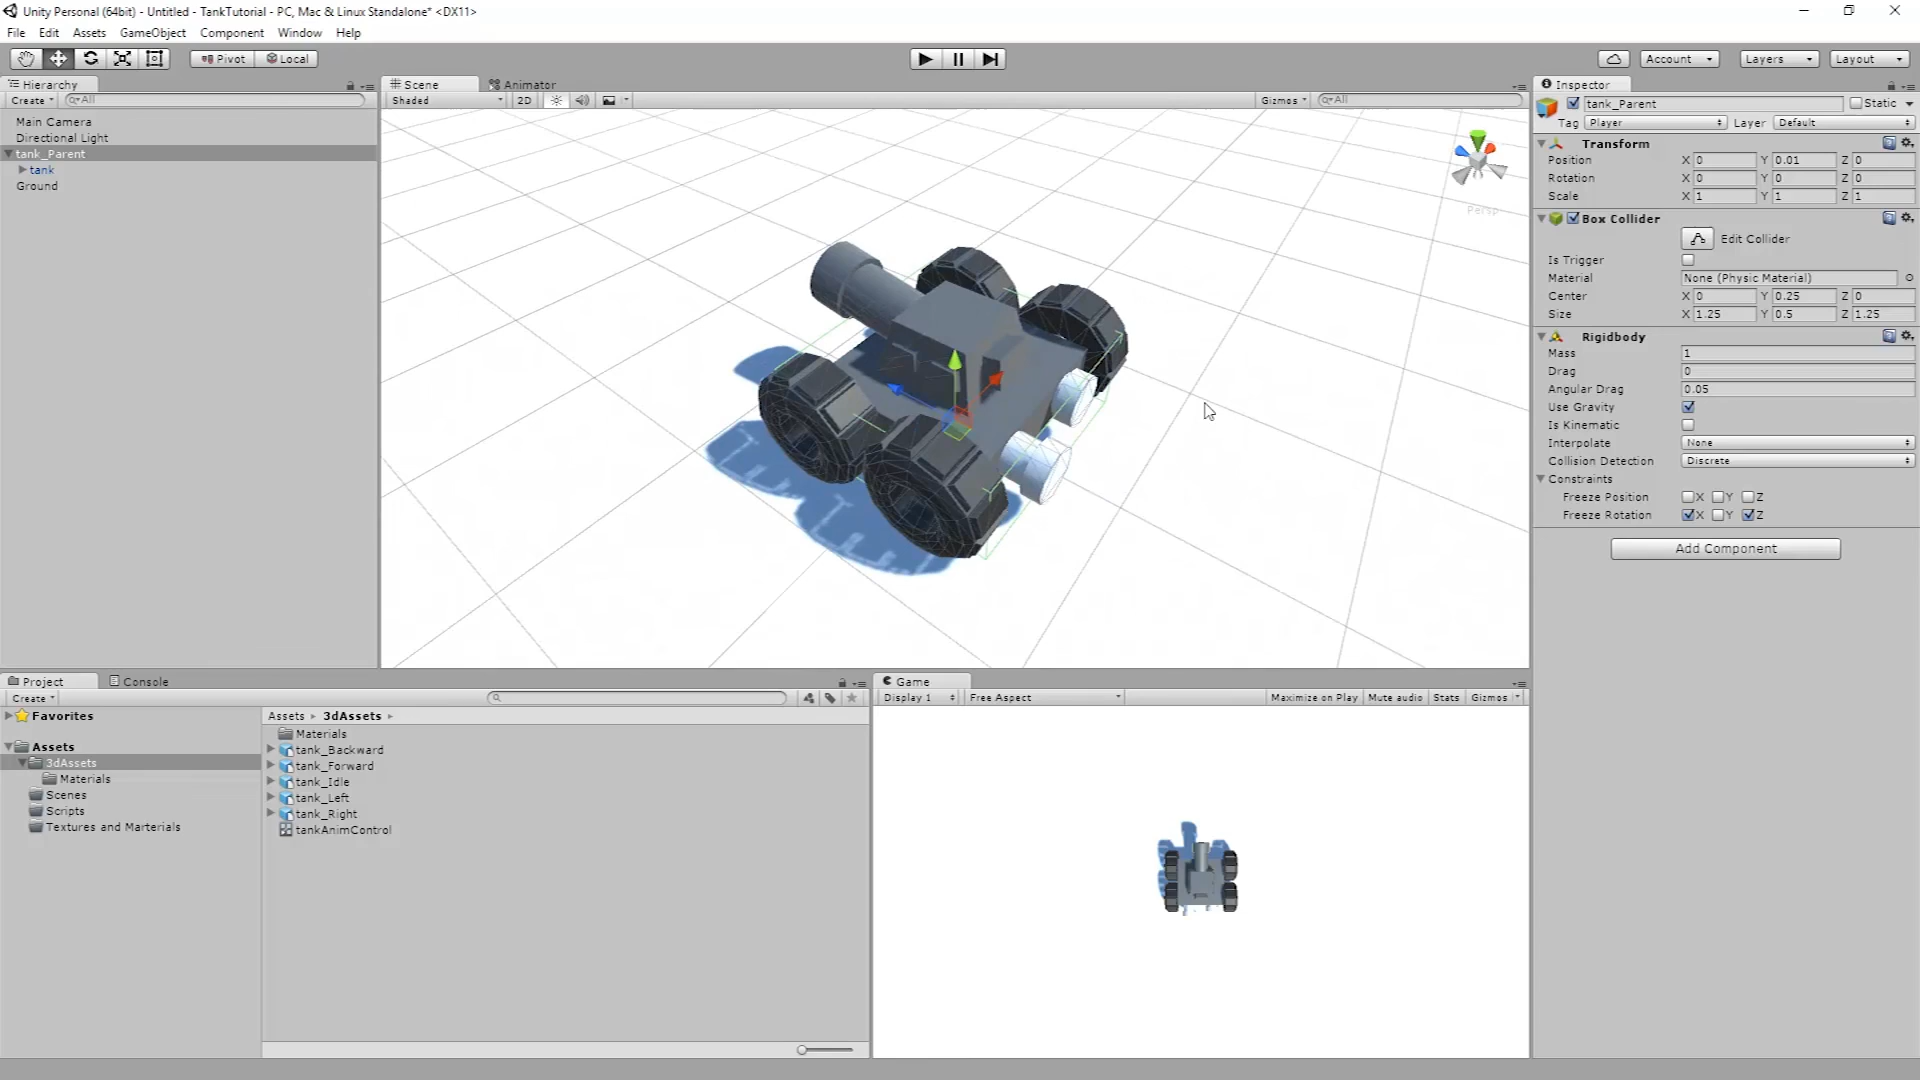 Unity Personal (64bit) - Untitled - TankTutorial - PC, Mac & Linux Standalone* <DX11>
File Edit Assets GameObject Component Window Help
Pivot Local Account Layers Layout
Hierarchy
Create All
Main Camera
Directional Light
tank_Parent
tank
Ground
Scene Animator
Shaded 2D Gizmos All
Persp
Inspector
tank_Parent Static
Tag Player Layer Default
Transform
Position X 0 Y 0.01 Z 0
Rotation X 0 Y 0 Z 0
Scale X 1 Y 1 Z 1
Box Collider
Edit Collider
Is Trigger
Material None (Physic Material)
Center X 0 Y 0.25 Z 0
Size X 1.25 Y 0.5 Z 1.25
Rigidbody
Mass 1
Drag 0
Angular Drag 0.05
Use Gravity
Is Kinematic
Interpolate None
Collision Detection Discrete
Constraints
Freeze Position X Y Z
Freeze Rotation X Y Z
Add Component
Project Console
Create
Favorites
Assets
3dAssets
Materials
Scenes
Scripts
Textures and Marterials
Assets 3dAssets
Materials
tank_Backward
tank_Forward
tank_Idle
tank_Left
tank_Right
tankAnimControl
Game
Display 1 Free Aspect Maximize on Play Mute audio Stats Gizmos